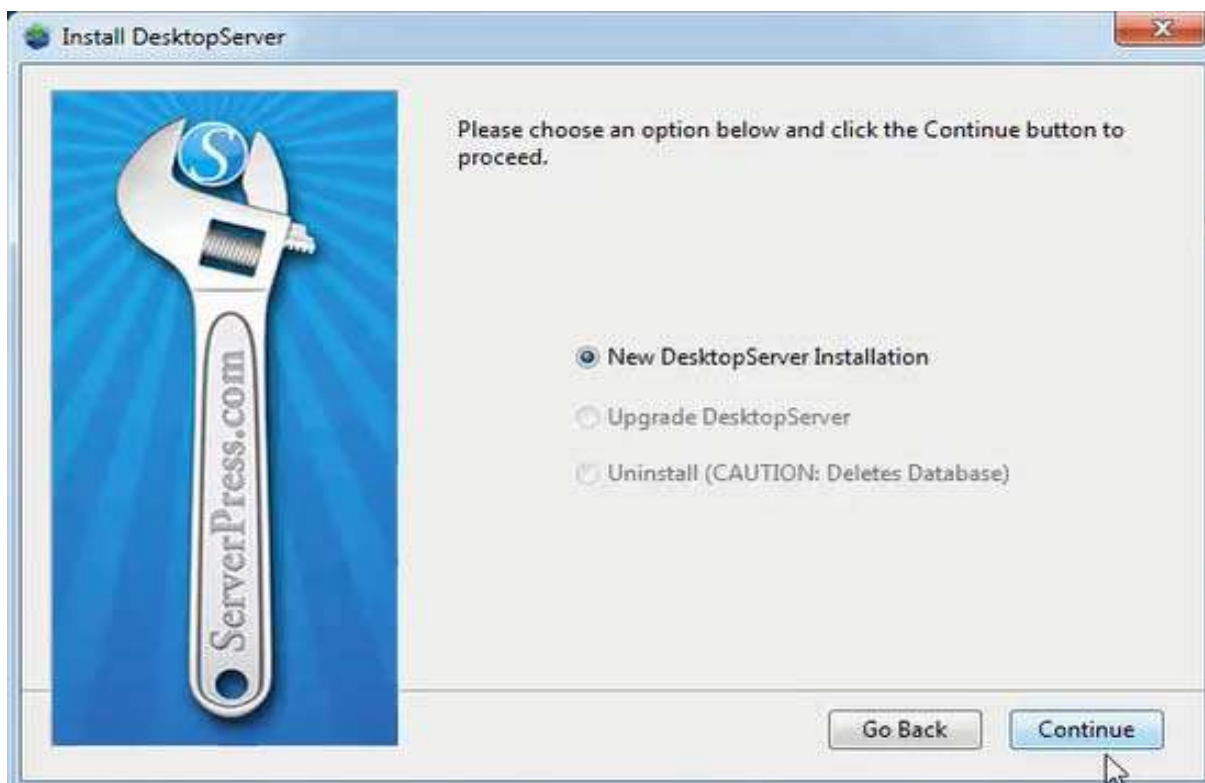 Install DesktopServer
Please choose an option below and click the Continue button to
proceed.
S
ServerPress.com
New DesktopServer Installation
Upgrade DesktopServer
Uninstall (CAUTION: Deletes Database)
Go Back
Continue